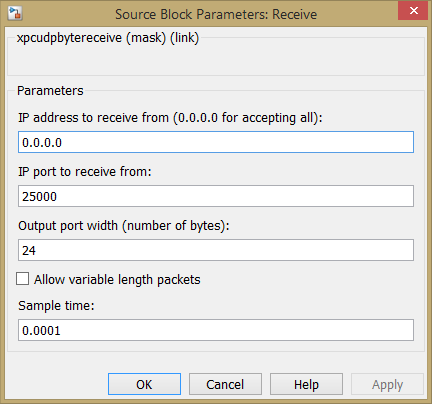 Source Block Parameters: Receive
xpcudpbytereceive (mask) (link)
Parameters
IP address to receive from (0.0.0.0 for accepting all):
0.0.0.0
IP port to receive from:
25000
Output port width (number of bytes):
24
Allow variable length packets
Sample time:
0.0001
OK Cancel Help Apply